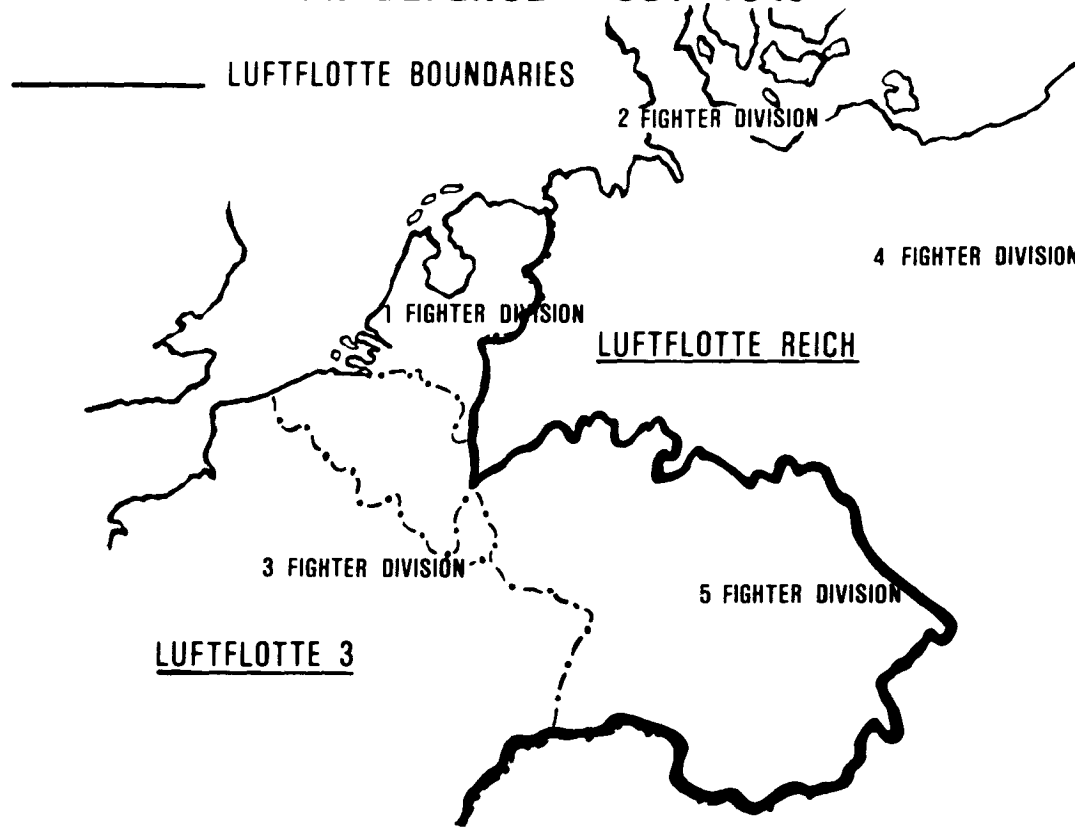 LUFTFLOTTE BOUNDARIES
2 FIGHTER DIVISION
4 FIGHTER DIVISION
1 FIGHTER DIVISION
LUFTFLOTTE REICH
3 FIGHTER DIVISION
5 FIGHTER DIVISION
LUFTFLOTTE 3